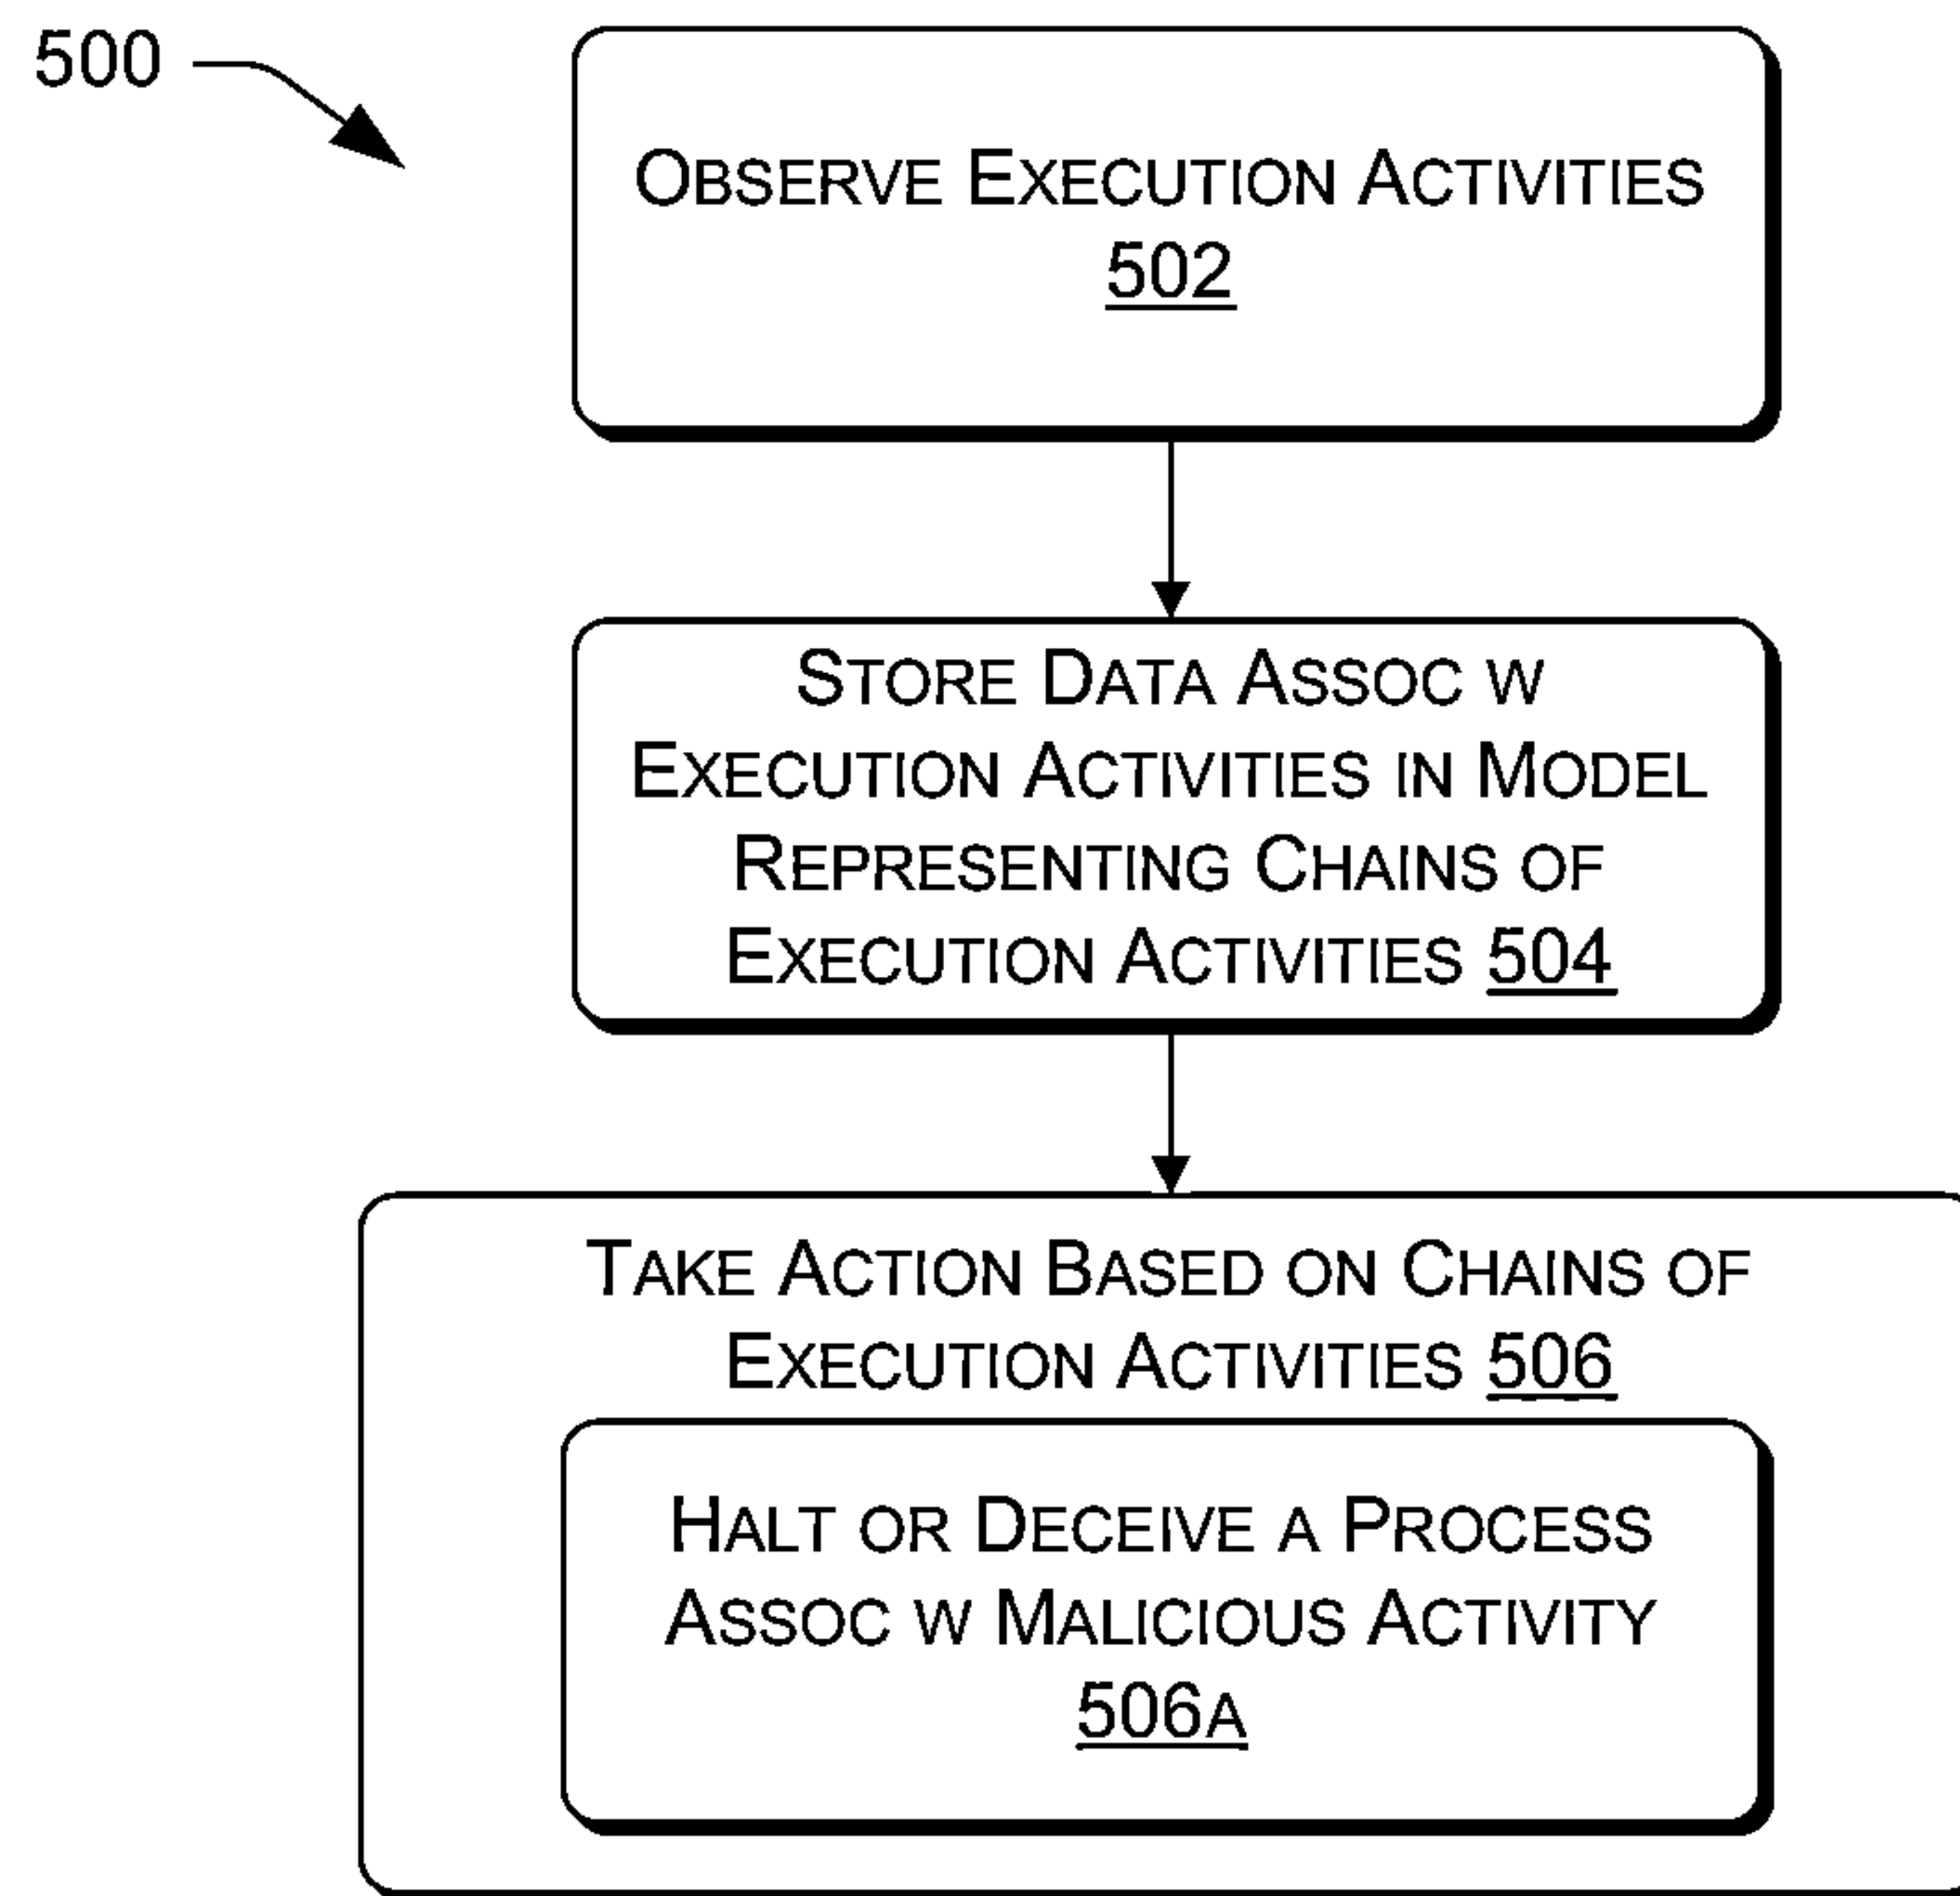 500
OBSERVE EXECUTION ACTIVITIES
502
STORE DATA ASSOC W
EXECUTION ACTIVITIES IN MODEL
REPRESENTING CHAINS OF
EXECUTION ACTIVITIES 504
TAKE ACTION BASED ON CHAINS OF
EXECUTION ACTIVITIES 506
HALT OR DECEIVE A PROCESS
ASSOC W MALICIOUS ACTIVITY
506A